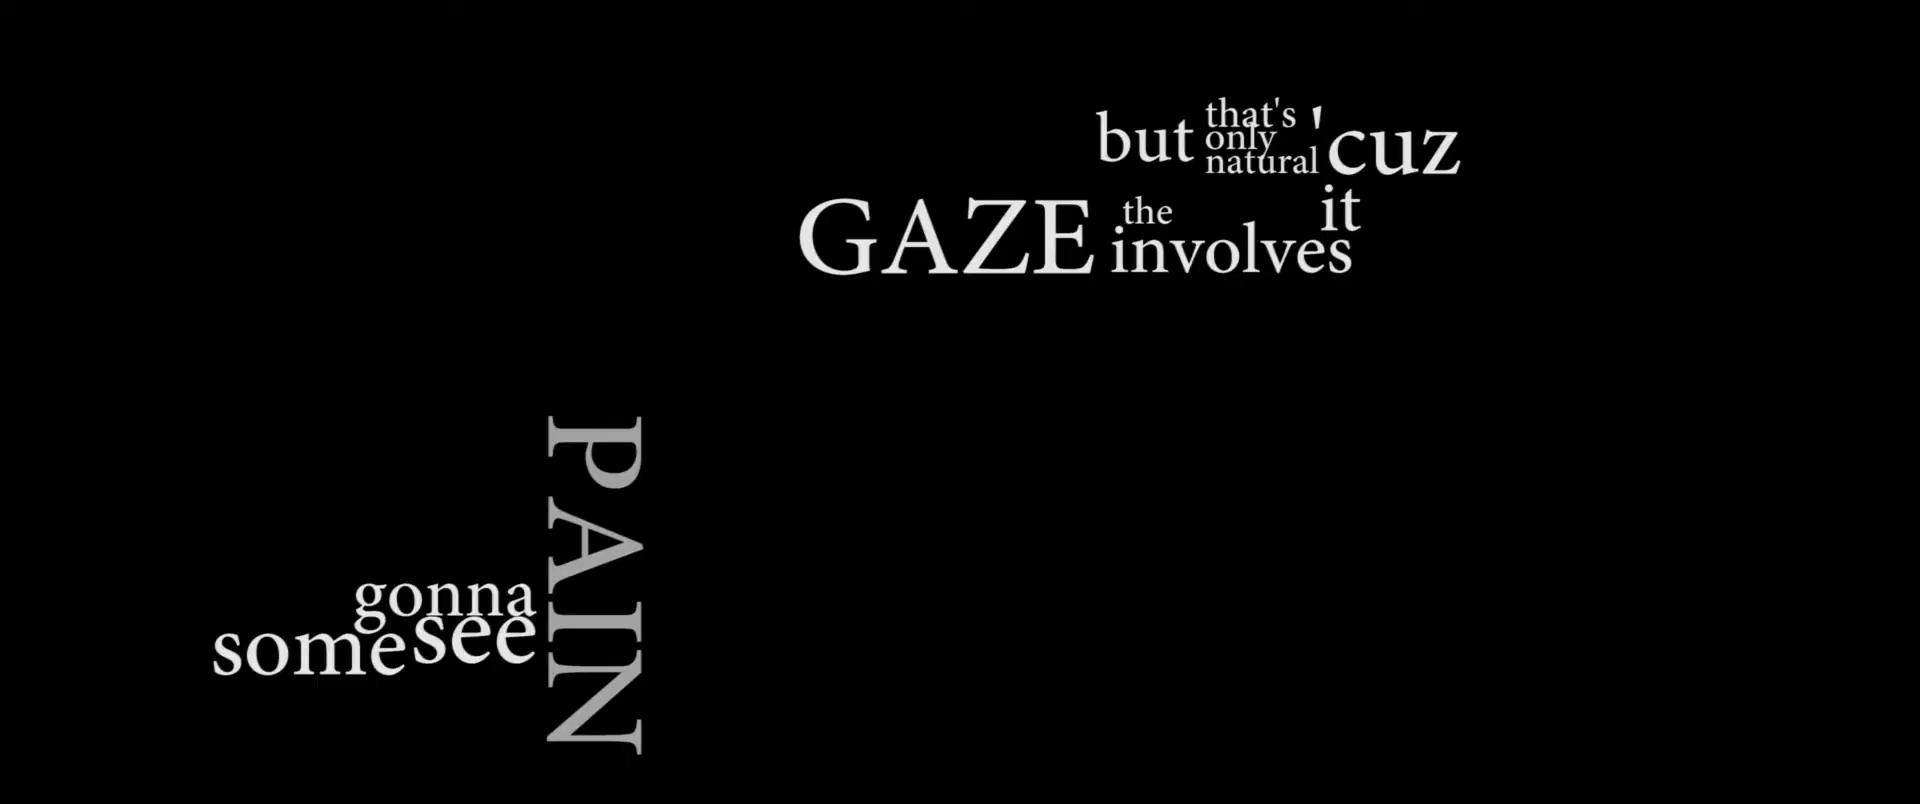 but that's only natural 'cuz
it
GAZE the involves
PAIN
gonna
some see